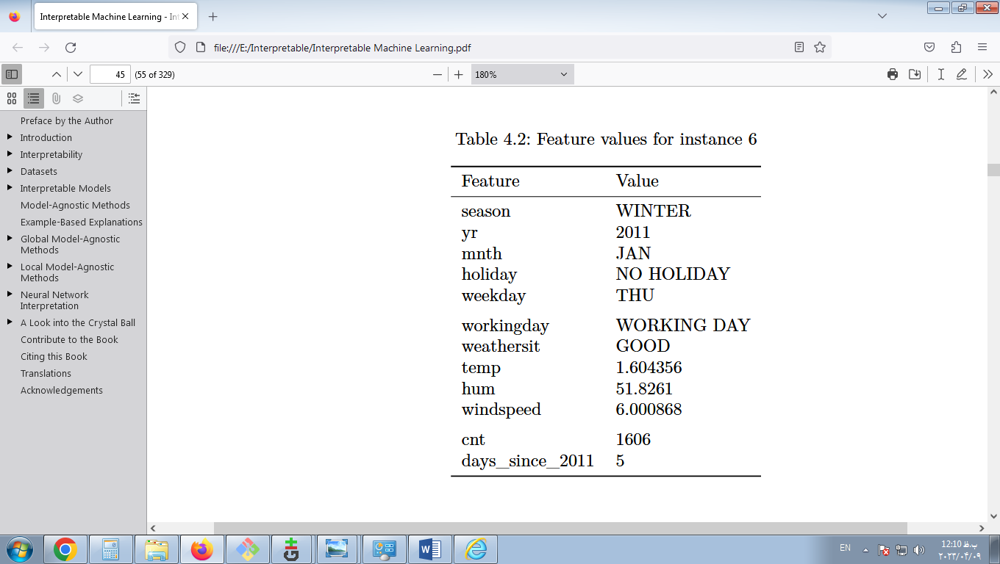 Interpretable Machine Learning - Int
file:///E:/Interpretable/Interpretable Machine Learning.pdf
45 (55 of 329)
180%
Preface by the Author
Introduction
Interpretability
Datasets
Interpretable Models
Model-Agnostic Methods
Example-Based Explanations
Global Model-Agnostic
Methods
Local Model-Agnostic
Methods
Neural Network
Interpretation
A Look into the Crystal Ball
Contribute to the Book
Citing this Book
Translations
Acknowledgements
Table 4.2: Feature values for instance 6
Feature Value
season WINTER
yr 2011
mnth JAN
holiday NO HOLIDAY
weekday THU
workingday WORKING DAY
weathersit GOOD
temp 1.604356
hum 51.8261
windspeed 6.000868
cnt 1606
days_since_2011 5
EN
12:10 ب.ظ
۲۰۲۳/۰۴/۰۹